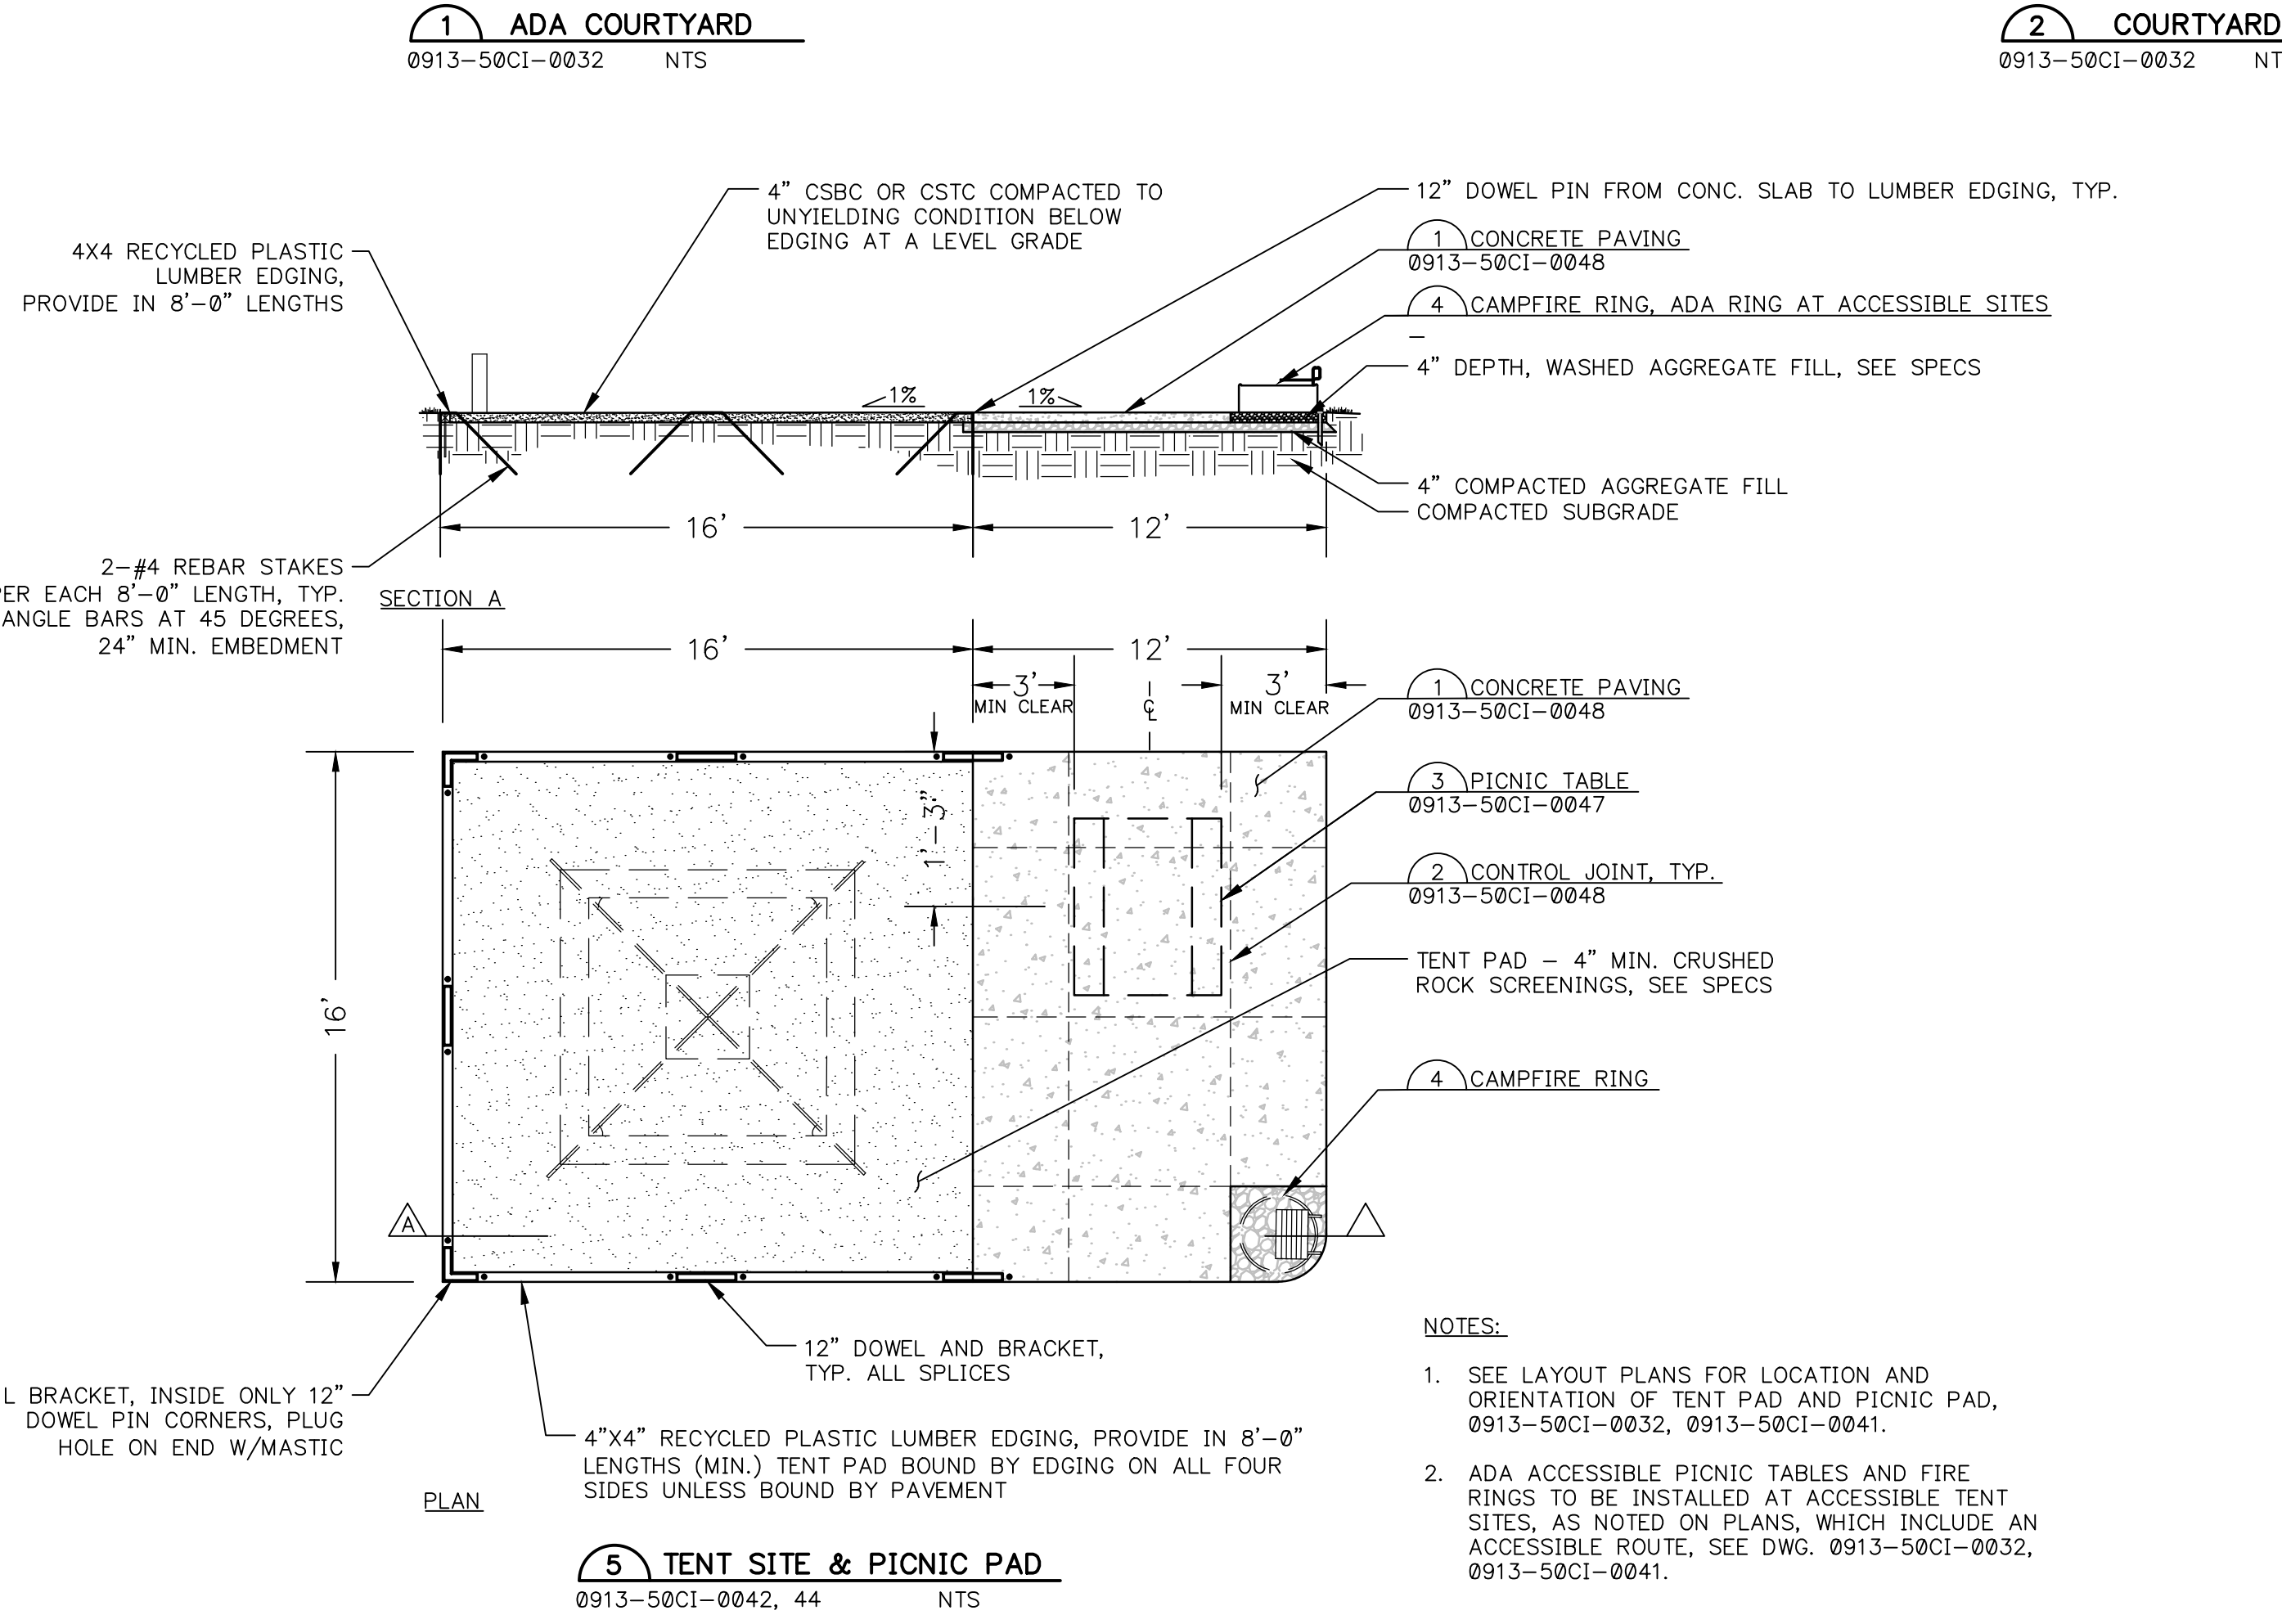 1 ADA COURTYARD
0913-50CI-0032 NTS
2 COURTYARD
0913-50CI-0032
4" CSBC OR CSTC COMPACTED TO
UNYIELDING CONDITION BELOW
EDGING AT A LEVEL GRADE
12" DOWEL PIN FROM CONC. SLAB TO LUMBER EDGING, TYP.
1 CONCRETE PAVING
0913-50CI-0048
4 CAMPFIRE RING, ADA RING AT ACCESSIBLE SITES
–
4" DEPTH, WASHED AGGREGATE FILL, SEE SPECS
4X4 RECYCLED PLASTIC
LUMBER EDGING,
PROVIDE IN 8'-0" LENGTHS
1% 1%
4" COMPACTED AGGREGATE FILL
COMPACTED SUBGRADE
16' 12'
2-#4 REBAR STAKES
PER EACH 8'-0" LENGTH, TYP.
ANGLE BARS AT 45 DEGREES,
24" MIN. EMBEDMENT
SECTION A
16' 12'
3' 3'
MIN CLEAR ℄ MIN CLEAR
1 CONCRETE PAVING
0913-50CI-0048
3 PICNIC TABLE
0913-50CI-0047
1'-3"
2 CONTROL JOINT, TYP.
0913-50CI-0048
TENT PAD - 4" MIN. CRUSHED
ROCK SCREENINGS, SEE SPECS
16'
4 CAMPFIRE RING
A
12" DOWEL AND BRACKET,
TYP. ALL SPLICES
L BRACKET, INSIDE ONLY 12"
DOWEL PIN CORNERS, PLUG
HOLE ON END W/MASTIC
4"X4" RECYCLED PLASTIC LUMBER EDGING, PROVIDE IN 8'-0"
LENGTHS (MIN.) TENT PAD BOUND BY EDGING ON ALL FOUR
SIDES UNLESS BOUND BY PAVEMENT
PLAN
5 TENT SITE & PICNIC PAD
0913-50CI-0042, 44 NTS
NOTES:
1. SEE LAYOUT PLANS FOR LOCATION AND
ORIENTATION OF TENT PAD AND PICNIC PAD,
0913-50CI-0032, 0913-50CI-0041.
2. ADA ACCESSIBLE PICNIC TABLES AND FIRE
RINGS TO BE INSTALLED AT ACCESSIBLE TENT
SITES, AS NOTED ON PLANS, WHICH INCLUDE AN
ACCESSIBLE ROUTE, SEE DWG. 0913-50CI-0032,
0913-50CI-0041.